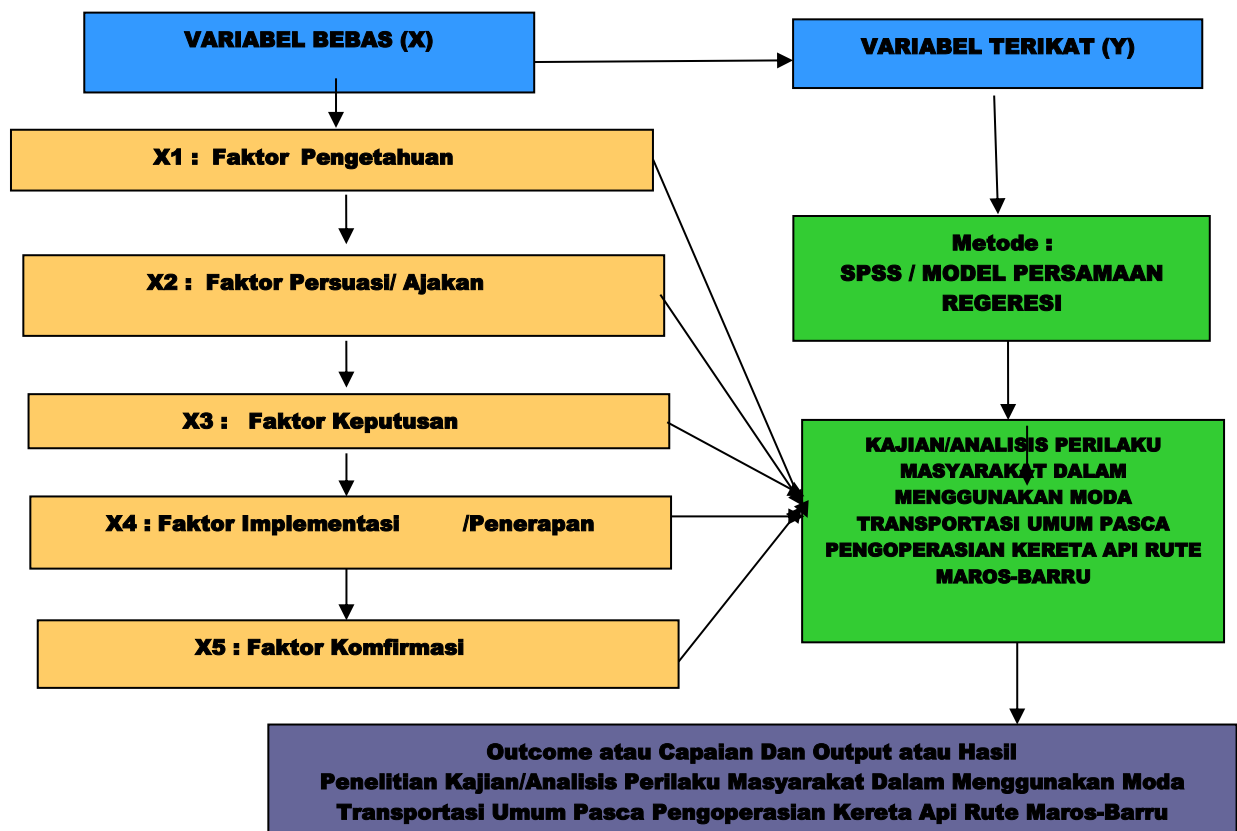 VARIABEL BEBAS (X)
VARIABEL TERIKAT (Y)
X1 :  Faktor  Pengetahuan
X2 :  Faktor Persuasi/ Ajakan
X3 :   Faktor Keputusan
X4 : Faktor Implementasi         /Penerapan
X5 : Faktor Komfirmasi
Metode :
SPSS / MODEL PERSAMAAN
REGERESI
KAJIAN/ANALISIS PERILAKU
MASYARAKAT DALAM
MENGGUNAKAN MODA
TRANSPORTASI UMUM PASCA
PENGOPERASIAN KERETA API RUTE
MAROS-BARRU
Outcome atau Capaian Dan Output atau Hasil
Penelitian Kajian/Analisis Perilaku Masyarakat Dalam Menggunakan Moda
Transportasi Umum Pasca Pengoperasian Kereta Api Rute Maros-Barru